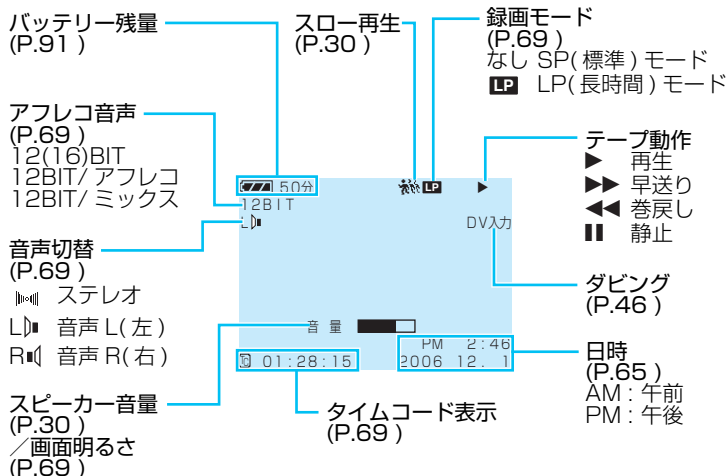 バッテリー残量
(P.91 )
スロー再生
(P.30 )
録画モード
(P.69 )
なし SP( 標準 ) モード
LP LP( 長時間 ) モード
アフレコ音声
(P.69 )
12(16)BIT
12BIT/ アフレコ
12BIT/ ミックス
テープ動作
▶ 再生
▶▶ 早送り
◀◀ 巻戻し
❚❚ 静止
50分
LP ▶
12BIT
L
DV入力
音声切替
(P.69 )
ステレオ
L 音声 L( 左 )
R 音声 R( 右 )
ダビング
(P.46 )
音 量
PM 2:46
01:28:15
2006 12. 1
日時
(P.65 )
AM : 午前
PM : 午後
スピーカー音量
(P.30 )
／画面明るさ
(P.69 )
タイムコード表示
(P.69 )